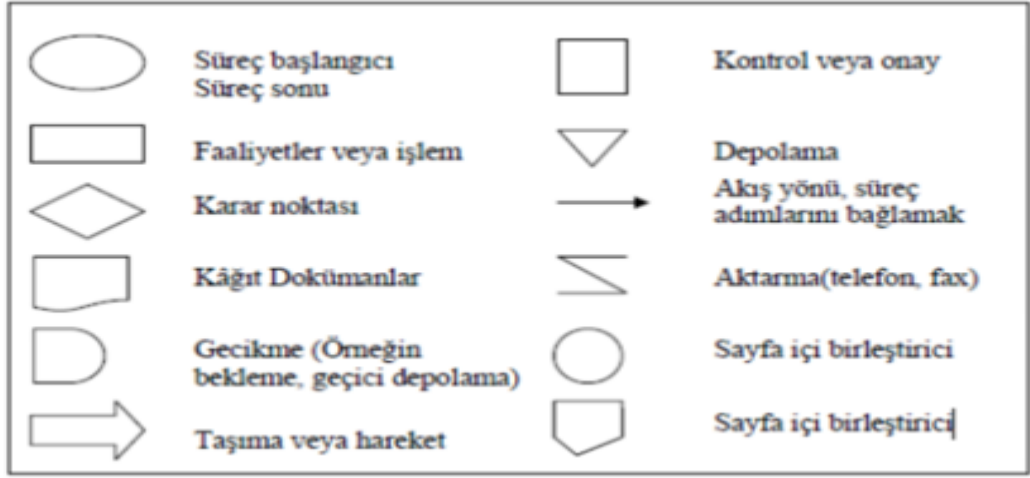 Süreç başlangıcı
Süreç sonu
Faaliyetler veya işlem
Karar noktası
Kâğıt Dokümanlar
Gecikme (Örneğin
bekleme, geçici depolama)
Taşıma veya hareket
Kontrol veya onay
Depolama
Akış yönü, süreç
adımlarını bağlamak
Aktarma(telefon, fax)
Sayfa içi birleştirici
Sayfa içi birleştirici